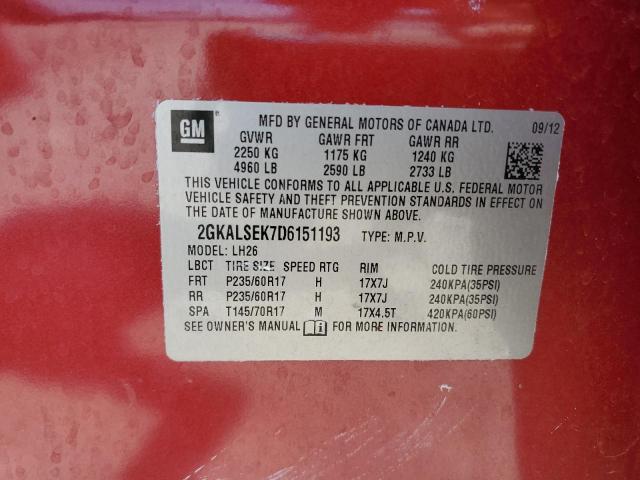 GM
MFD BY GENERAL MOTORS OF CANADA LTD. 09/12
GVWR GAWR FRT GAWR RR
2250 KG 1175 KG 1240 KG
4960 LB 2590 LB 2733 LB
THIS VEHICLE CONFORMS TO ALL APPLICABLE U.S. FEDERAL MOTOR
VEHICLE SAFETY AND THEFT PREVENTION STANDARDS IN EFFECT ON
THE DATE OF MANUFACTURE SHOWN ABOVE.
2GKALSEK7D6151193 TYPE: M.P.V.
MODEL: LH26
LBCT TIRE SIZE SPEED RTG RIM COLD TIRE PRESSURE
FRT P235/60R17 H 17X7J 240KPA(35PSI)
RR P235/60R17 H 17X7J 240KPA(35PSI)
SPA T145/70R17 M 17X4.5T 420KPA(60PSI)
SEE OWNER'S MANUAL FOR MORE INFORMATION